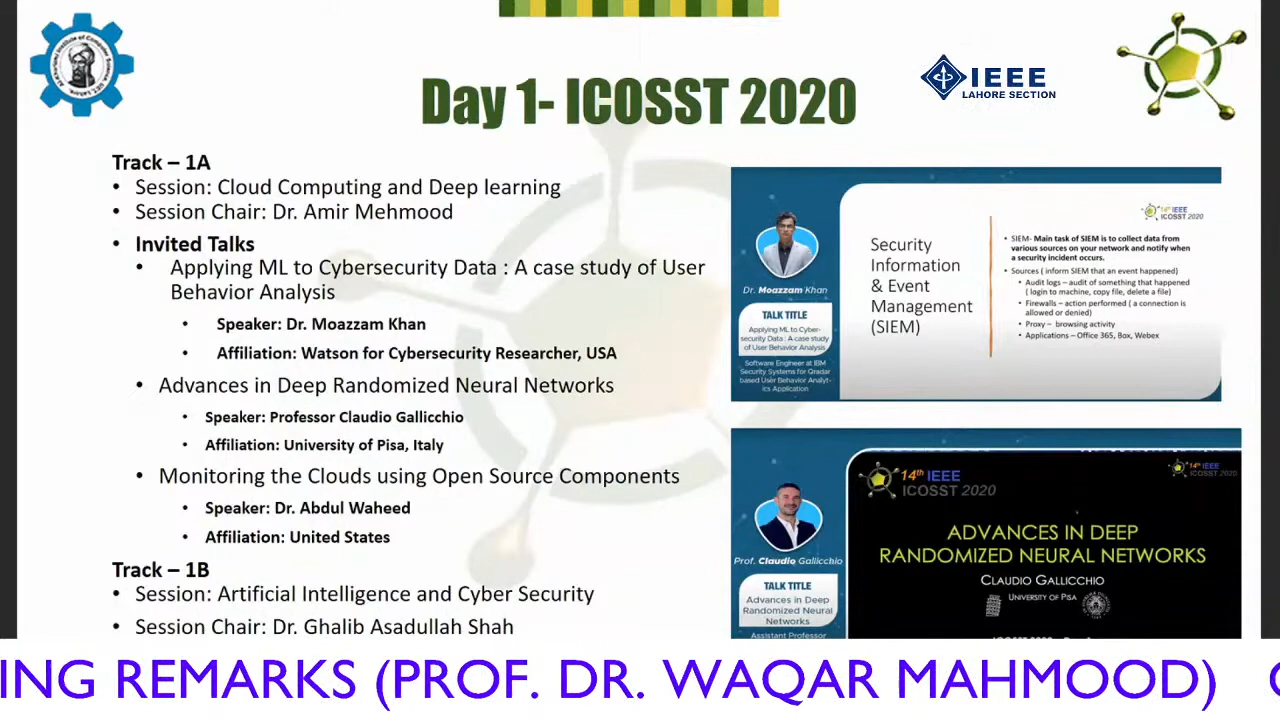 Day 1- ICOSST 2020
IEEE
LAHORE SECTION
Track – 1A
• Session: Cloud Computing and Deep learning
• Session Chair: Dr. Amir Mehmood
• Invited Talks
• Applying ML to Cybersecurity Data : A case study of User
Behavior Analysis
• Speaker: Dr. Moazzam Khan
• Affiliation: Watson for Cybersecurity Researcher, USA
• Advances in Deep Randomized Neural Networks
• Speaker: Professor Claudio Gallicchio
• Affiliation: University of Pisa, Italy
• Monitoring the Clouds using Open Source Components
• Speaker: Dr. Abdul Waheed
• Affiliation: United States
Track – 1B
• Session: Artificial Intelligence and Cyber Security
• Session Chair: Dr. Ghalib Asadullah Shah
Dr. Moazzam Khan
TALK TITLE
Applying ML to Cyber-
security Data : A case study
of User Behavior Analysis
Software Engineer at IBM
Security Systems for Qradar
based User Behavior Analyt-
ics Application
14th IEEE
ICOSST 2020
Security
Information
& Event
Management
(SIEM)
• SIEM- Main task of SIEM is to collect data from
various sources on your network and notify when
a security incident occurs.
• Sources ( inform SIEM that an event happened)
• Audit logs – audit of something that happened
( login to machine, copy file, delete a file)
• Firewalls – action performed ( a connection is
allowed or denied)
• Proxy – browsing activity
• Applications – Office 365, Box, Webex
Prof. Claudio Gallicchio
TALK TITLE
Advances in Deep
Randomized Neural
Networks
Assistant Professor
14th IEEE
ICOSST 2020
14th IEEE
ICOSST 2020
ADVANCES IN DEEP
RANDOMIZED NEURAL NETWORKS
CLAUDIO GALLICCHIO
UNIVERSITY OF PISA
ING REMARKS (PROF. DR. WAQAR MAHMOOD)